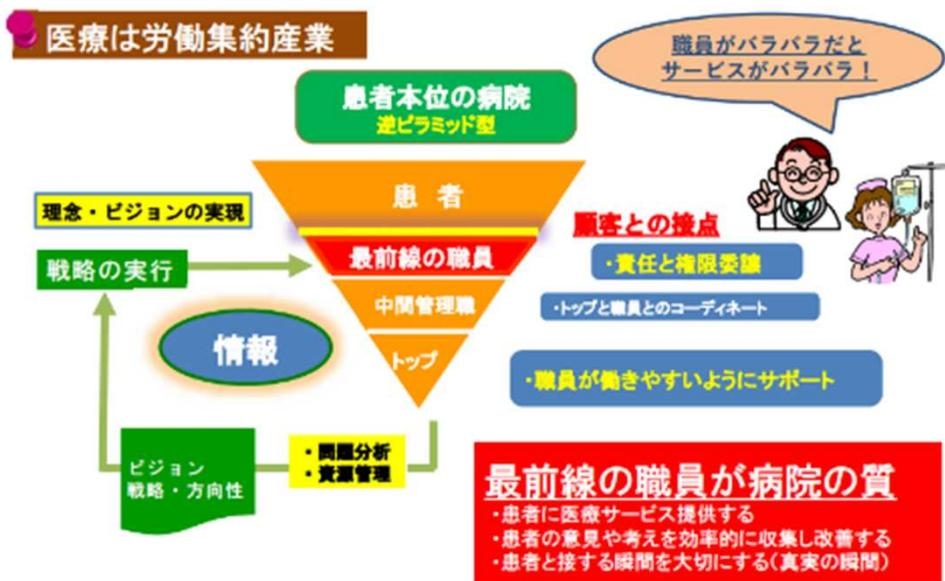 医療は労働集約産業
職員がバラバラだと
サービスがバラバラ！
患者本位の病院
逆ピラミッド型
患 者
理念・ビジョンの実現
顧客との接点
最前線の職員
・責任と権限委譲
戦略の実行
中間管理職
・トップと職員とのコーディネート
情報
トップ
・職員が働きやすいようにサポート
ビジョン
戦略・方向性
・問題分析
・資源管理
最前線の職員が病院の質
・患者に医療サービス提供する
・患者の意見や考えを効率的に収集し改善する
・患者と接する瞬間を大切にする（真実の瞬間）